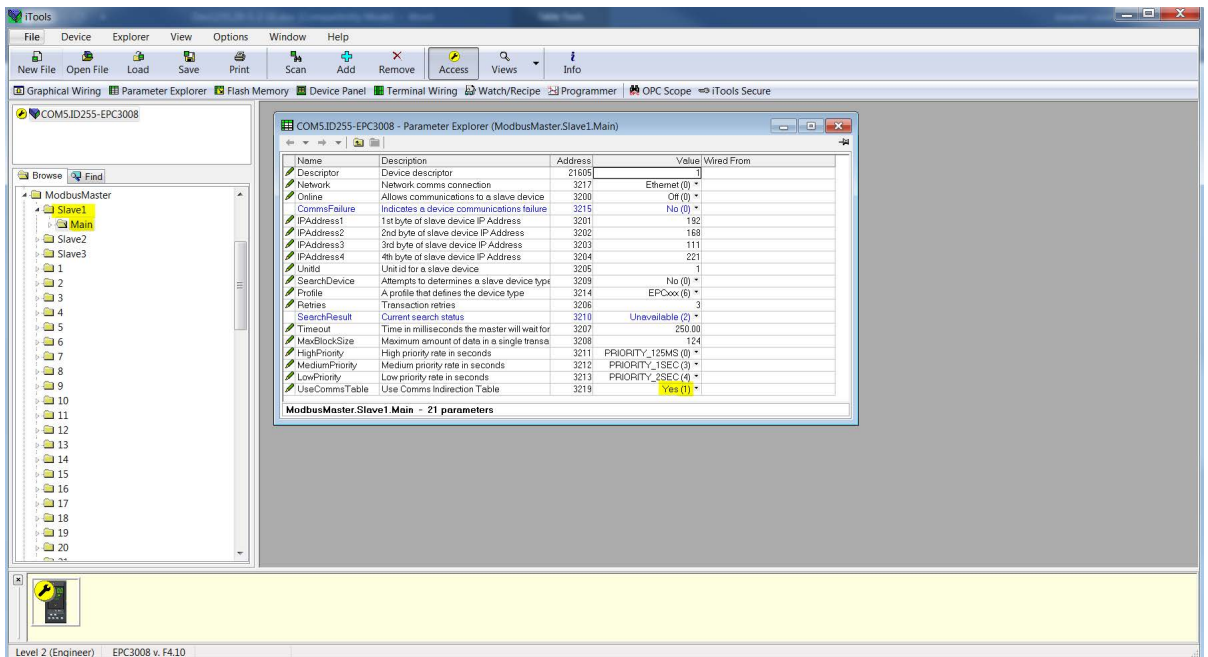 iTools
File Device Explorer View Options Window Help
New File Open File Load Save Print Scan Add Remove Access Views Info
Graphical Wiring Parameter Explorer Flash Memory Device Panel Terminal Wiring Watch/Recipe Programmer OPC Scope iTools Secure
COM5.ID255-EPC3008
Browse Find
ModbusMaster
Slave1
Main
Slave2
Slave3
1
2
3
4
5
6
7
8
9
10
11
12
13
14
15
16
17
18
19
20
COM5.ID255-EPC3008 - Parameter Explorer (ModbusMaster.Slave1.Main)
Name Description Address Value Wired From
Descriptor Device descriptor 21605 1
Network Network comms connection 3217 Ethernet (0)
Online Allows communications to a slave device 3200 Off (0)
CommsFailure Indicates a device communications failure 3215 No (0)
IPAddress1 1st byte of slave device IP Address 3201 192
IPAddress2 2nd byte of slave device IP Address 3202 168
IPAddress3 3rd byte of slave device IP Address 3203 111
IPAddress4 4th byte of slave device IP Address 3204 221
UnitId Unit id for a slave device 3205 1
SearchDevice Attempts to determines a slave device type 3209 No (0)
Profile A profile that defines the device type 3214 EPCxxx (6)
Retries Transaction retries 3206 3
SearchResult Current search status 3210 Unavailable (2)
Timeout Time in milliseconds the master will wait for 3207 250.00
MaxBlockSize Maximum amount of data in a single transa 3208 124
HighPriority High priority rate in seconds 3211 PRIORITY_125MS (0)
MediumPriority Medium priority rate in seconds 3212 PRIORITY_1SEC (3)
LowPriority Low priority rate in seconds 3213 PRIORITY_2SEC (4)
UseCommsTable Use Comms Indirection Table 3219 Yes (1)
ModbusMaster.Slave1.Main - 21 parameters
Level 2 (Engineer) EPC3008 v. F4.10